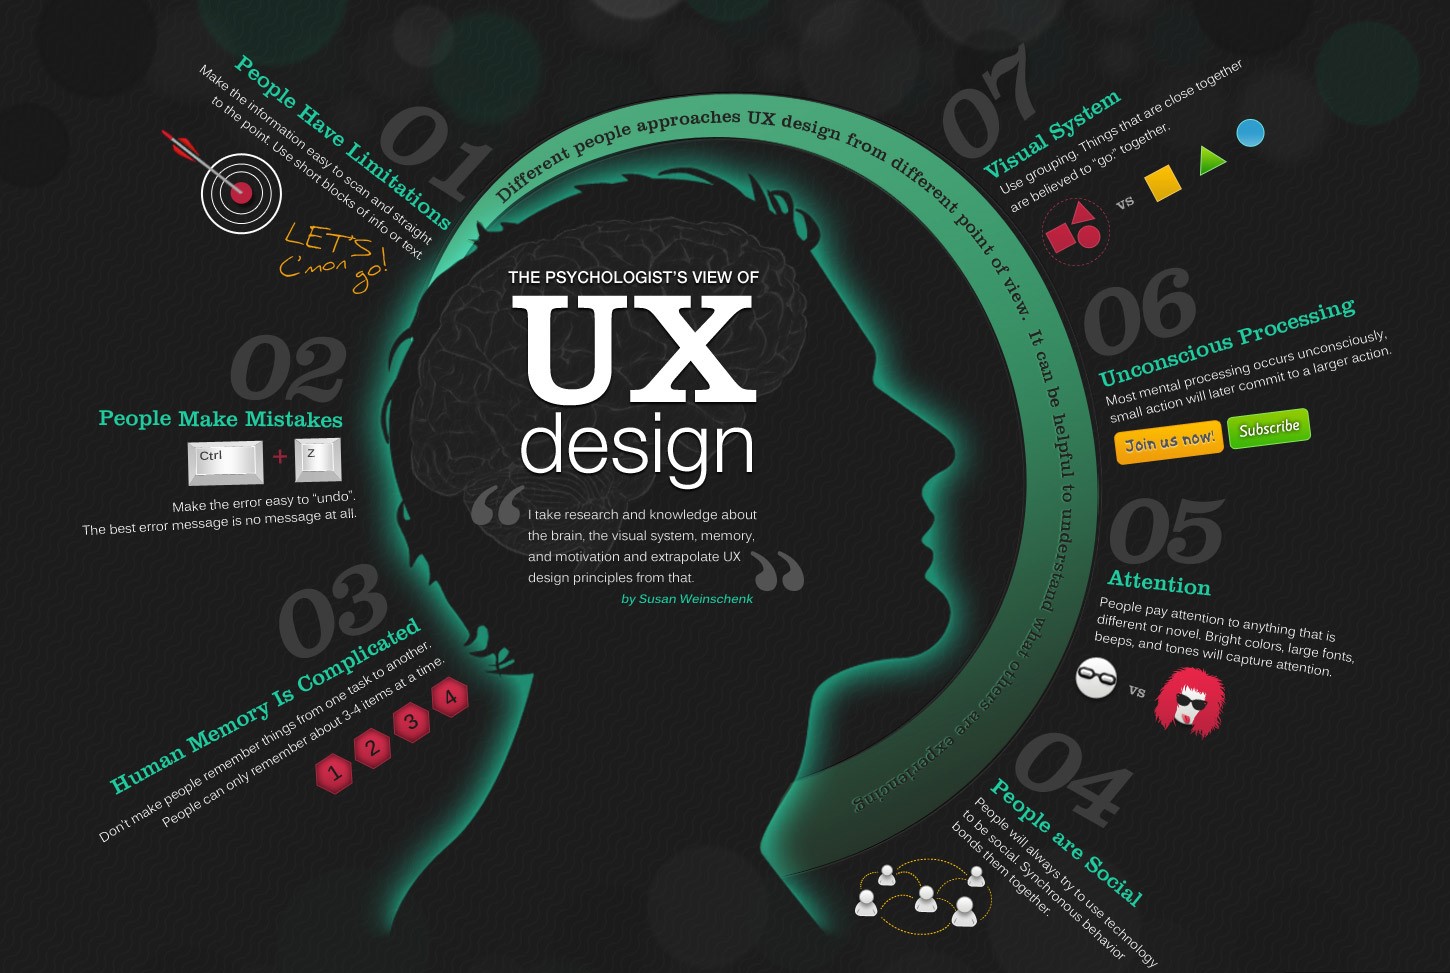 THE PSYCHOLOGIST'S VIEW OF
UX
design
“
I take research and knowledge about
the brain, the visual system, memory,
and motivation and extrapolate UX
design principles from that.
”
by Susan Weinschenk
Different people approaches UX design from different point of view. It can be helpful to understand what others are experiencing
01
People Have Limitations
Make the information easy to scan and straight
to the point. Use short blocks of info or text.
LET'S
C'mon go!
02
People Make Mistakes
Ctrl + Z
Make the error easy to “undo”.
The best error message is no message at all.
03
Human Memory Is Complicated
Don't make people remember things from one task to another.
People can only remember about 3-4 items at a time.
1 2 3 4
04
People are Social
People will always try to use technology
to be social. Synchronous behavior
bonds them together.
05
Attention
People pay attention to anything that is
different or novel. Bright colors, large fonts,
beeps, and tones will capture attention.
vs
06
Unconscious Processing
Most mental processing occurs unconsciously,
small action will later commit to a larger action.
Join us now!
Subscribe
07
Visual System
Use grouping. Things that are close together
are believed to “go” together.
vs